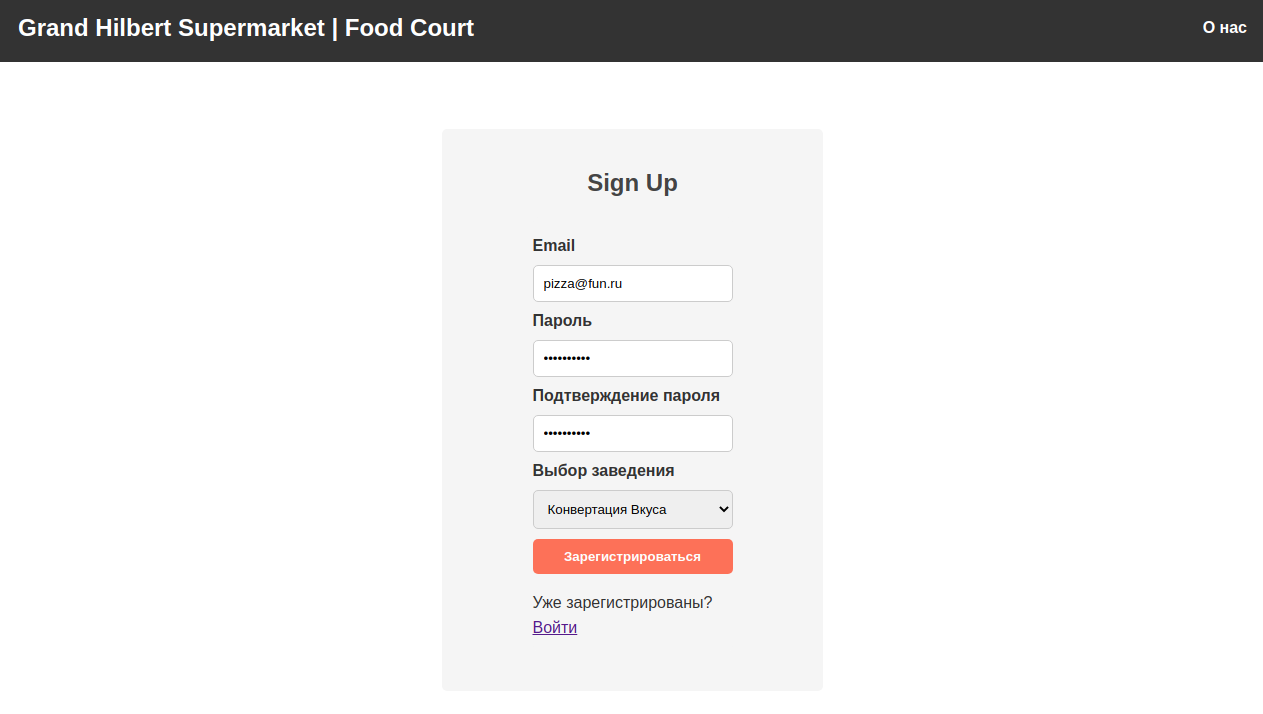 Grand Hilbert Supermarket | Food Court
О нас
Sign Up
Email
pizza@fun.ru
Пароль
••••••••••
Подтверждение пароля
••••••••••
Выбор заведения
Конвертация Вкуса
Зарегистрироваться
Уже зарегистрированы?
Войти